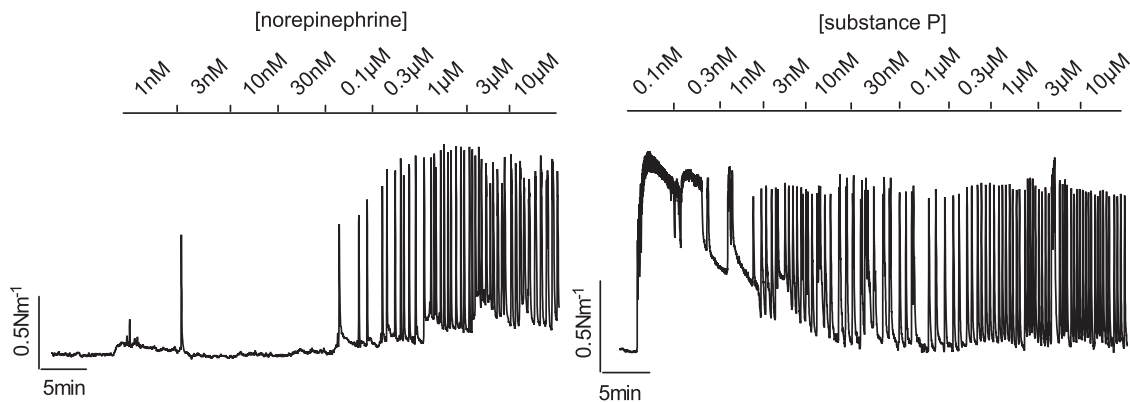 [norepinephrine]
1nM 3nM 10nM 30nM 0.1μM 0.3μM 1μM 3μM 10μM
0.5Nm⁻¹
5min
[substance P]
0.1nM 0.3nM 1nM 3nM 10nM 30nM 0.1μM 0.3μM 1μM 3μM 10μM
0.5Nm⁻¹
5min